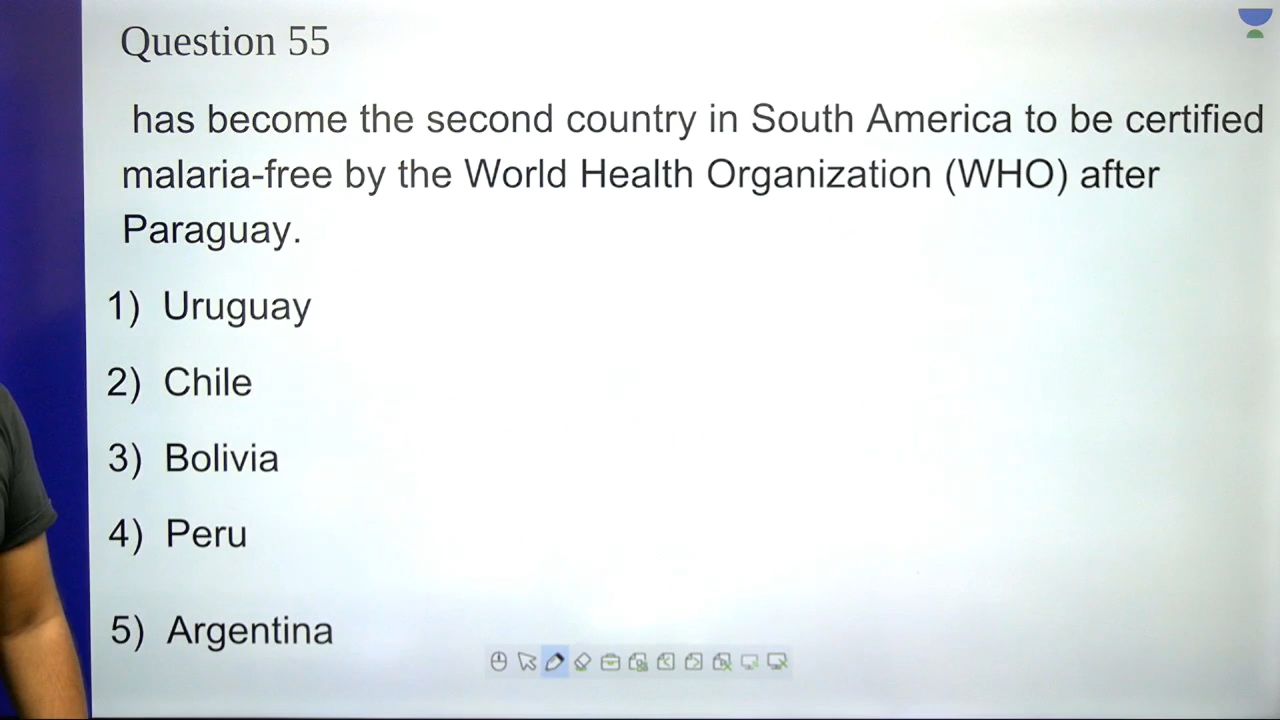 Question 55
has become the second country in South America to be certified
malaria-free by the World Health Organization (WHO) after
Paraguay.
1) Uruguay
2) Chile
3) Bolivia
4) Peru
5) Argentina